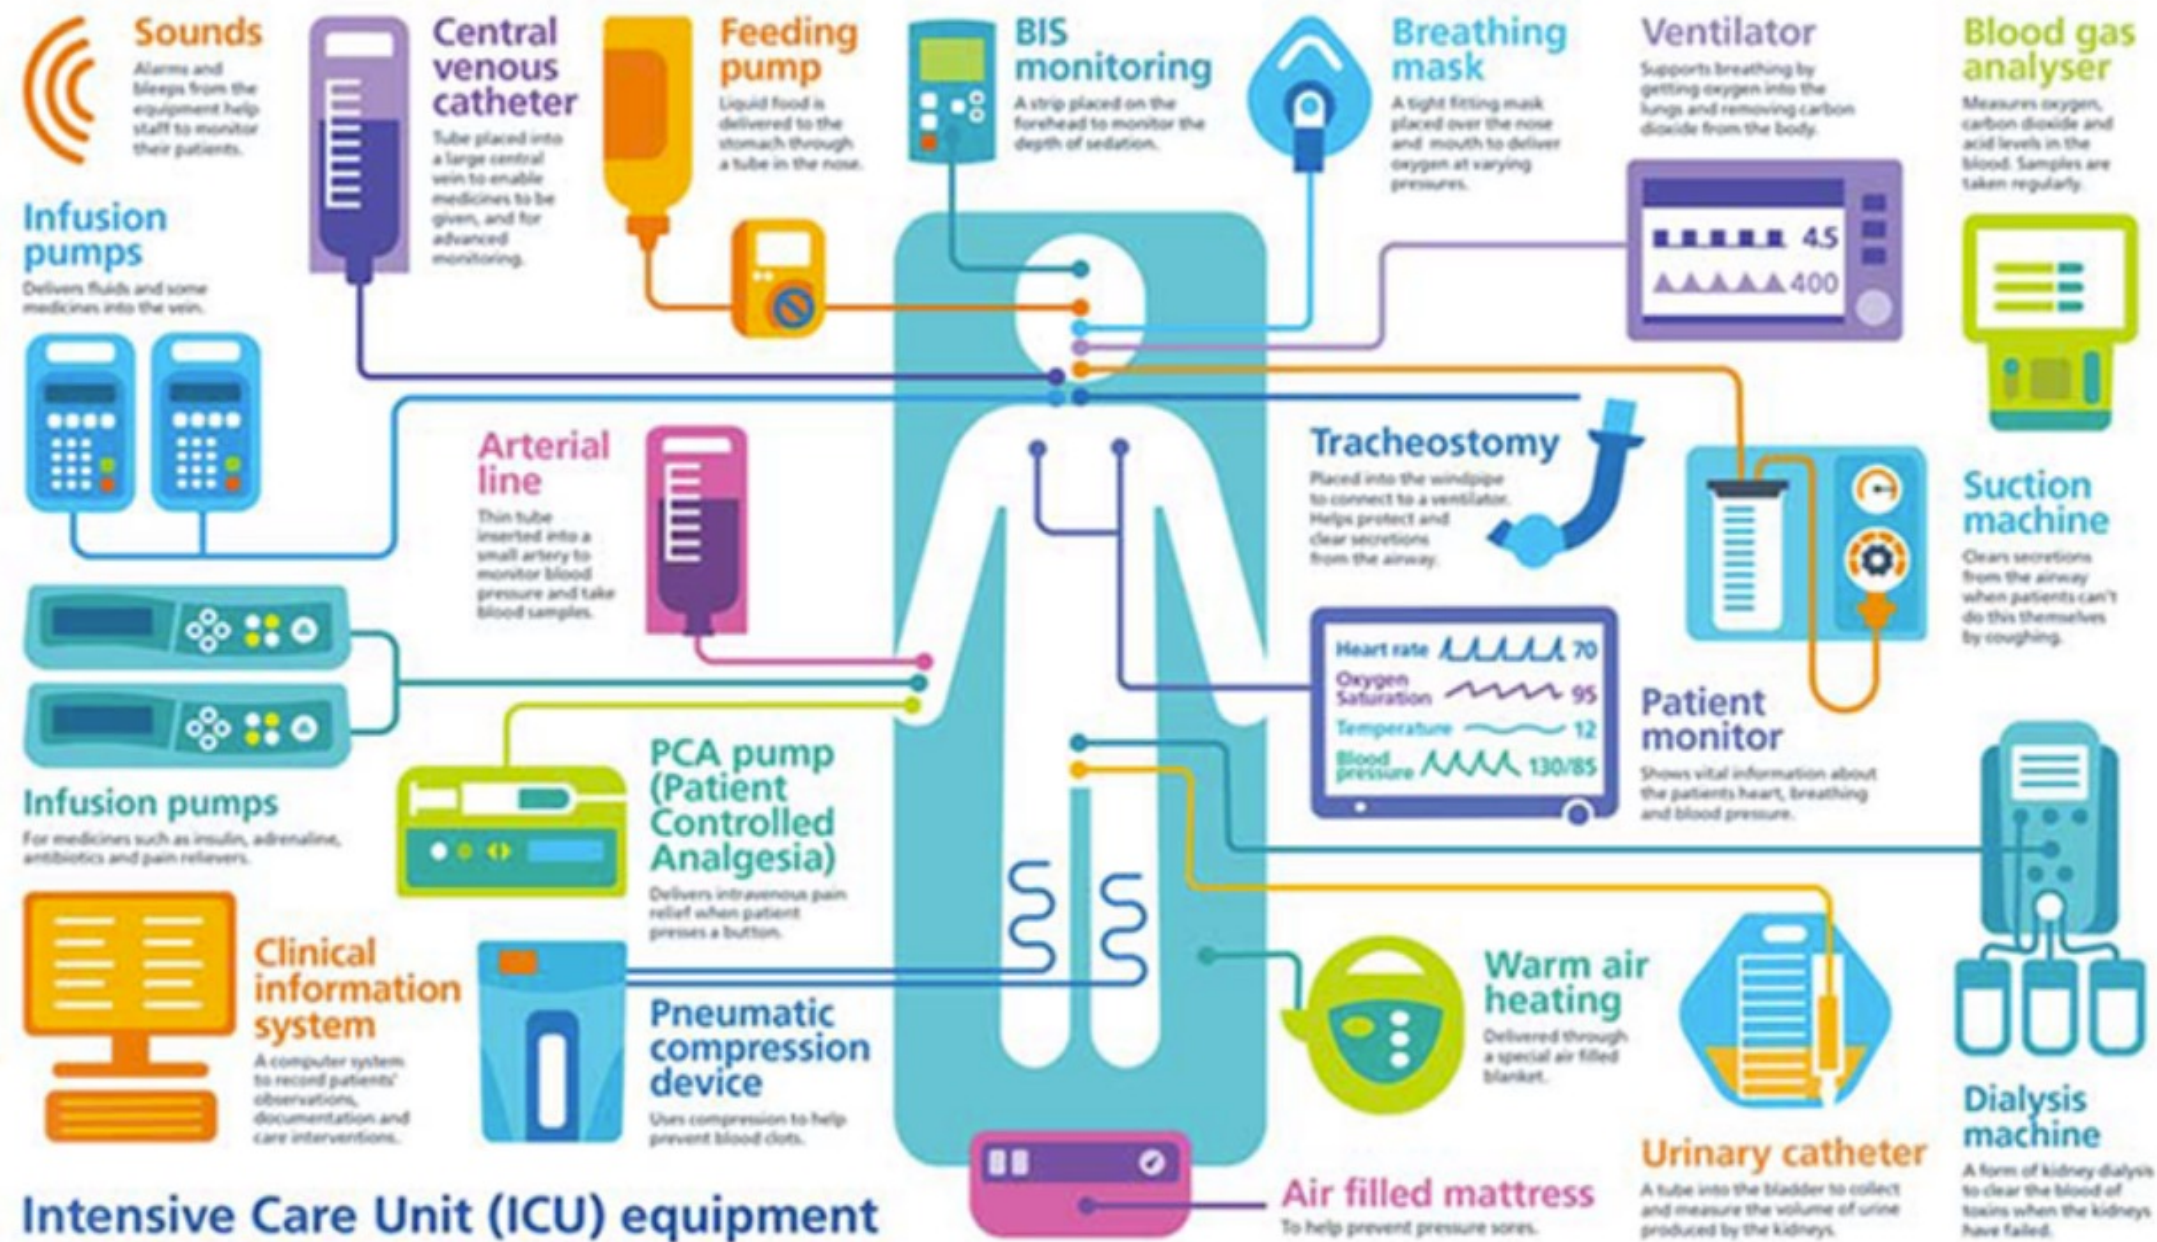 Sounds
Alarms and
bleeps from the
equipment help
staff to monitor
their patients.
Central
venous
catheter
Tube placed into
a large central
vein to enable
medicines to be
given, and for
advanced
monitoring.
Feeding
pump
Liquid food is
delivered to the
stomach through
a tube in the nose.
BIS
monitoring
A strip placed on the
forehead to monitor the
depth of sedation.
Breathing
mask
A tight fitting mask
placed over the nose
and mouth to deliver
oxygen at varying
pressures.
Ventilator
Supports breathing by
getting oxygen into the
lungs and removing carbon
dioxide from the body.
4.5
400
Blood gas
analyser
Measures oxygen,
carbon dioxide and
acid levels in the
blood. Samples are
taken regularly.
Infusion
pumps
Delivers fluids and some
medicines into the vein.
Arterial
line
Thin tube
inserted into a
small artery to
monitor blood
pressure and take
blood samples.
Tracheostomy
Placed into the windpipe
to connect to a ventilator.
Helps protect and
clear secretions
from the airway.
Suction
machine
Clears secretions
from the airway
when patients can't
do this themselves
by coughing.
Heart rate 70
Oxygen
Saturation 95
Temperature 12
Blood
pressure 130/85
Patient
monitor
Shows vital information about
the patients heart, breathing
and blood pressure.
Infusion pumps
For medicines such as insulin, adrenaline,
antibiotics and pain relievers.
PCA pump
(Patient
Controlled
Analgesia)
Delivers intravenous pain
relief when patient
presses a button.
Clinical
information
system
A computer system
to record patients'
observations,
documentation and
care interventions.
Pneumatic
compression
device
Uses compression to help
prevent blood clots.
Warm air
heating
Delivered through
a special air filled
blanket.
Urinary catheter
A tube into the bladder to collect
and measure the volume of urine
produced by the kidneys.
Dialysis
machine
A form of kidney dialysis
to clear the blood of
toxins when the kidneys
have failed.
Air filled mattress
To help prevent pressure sores.
Intensive Care Unit (ICU) equipment